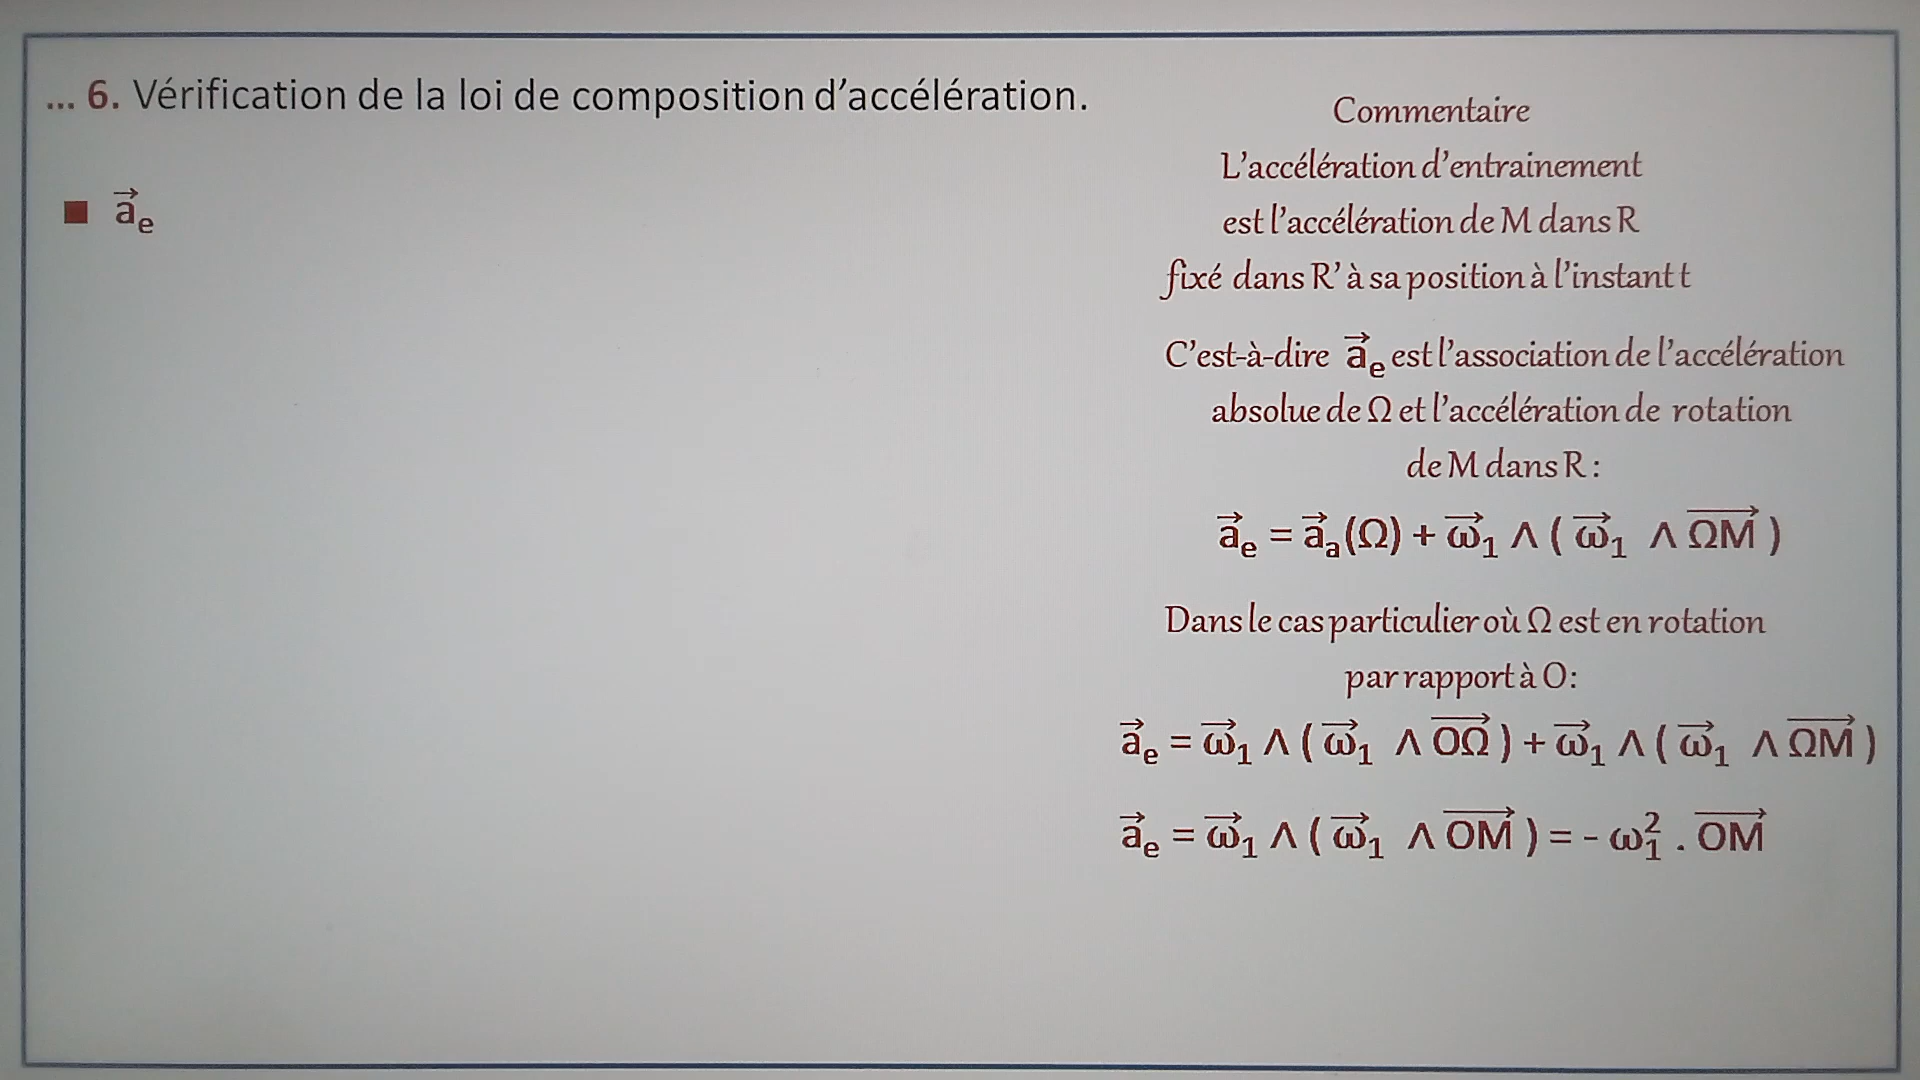 ... 6. Vérification de la loi de composition d'accélération.
■ a⃗ₑ
Commentaire
L'accélération d'entrainement
est l'accélération de M dans R
fixé dans R' à sa position à l'instant t
C'est-à-dire a⃗ₑ est l'association de l'accélération
absolue de Ω et l'accélération de rotation
de M dans R :
a⃗ₑ = a⃗ₐ(Ω) + ω⃗₁ ∧ ( ω⃗₁ ∧ ΩM⃗ )
Dans le cas particulier où Ω est en rotation
par rapport à O:
a⃗ₑ = ω⃗₁ ∧ ( ω⃗₁ ∧ OΩ⃗ ) + ω⃗₁ ∧ ( ω⃗₁ ∧ ΩM⃗ )
a⃗ₑ = ω⃗₁ ∧ ( ω⃗₁ ∧ OM⃗ ) = - ω₁² . OM⃗